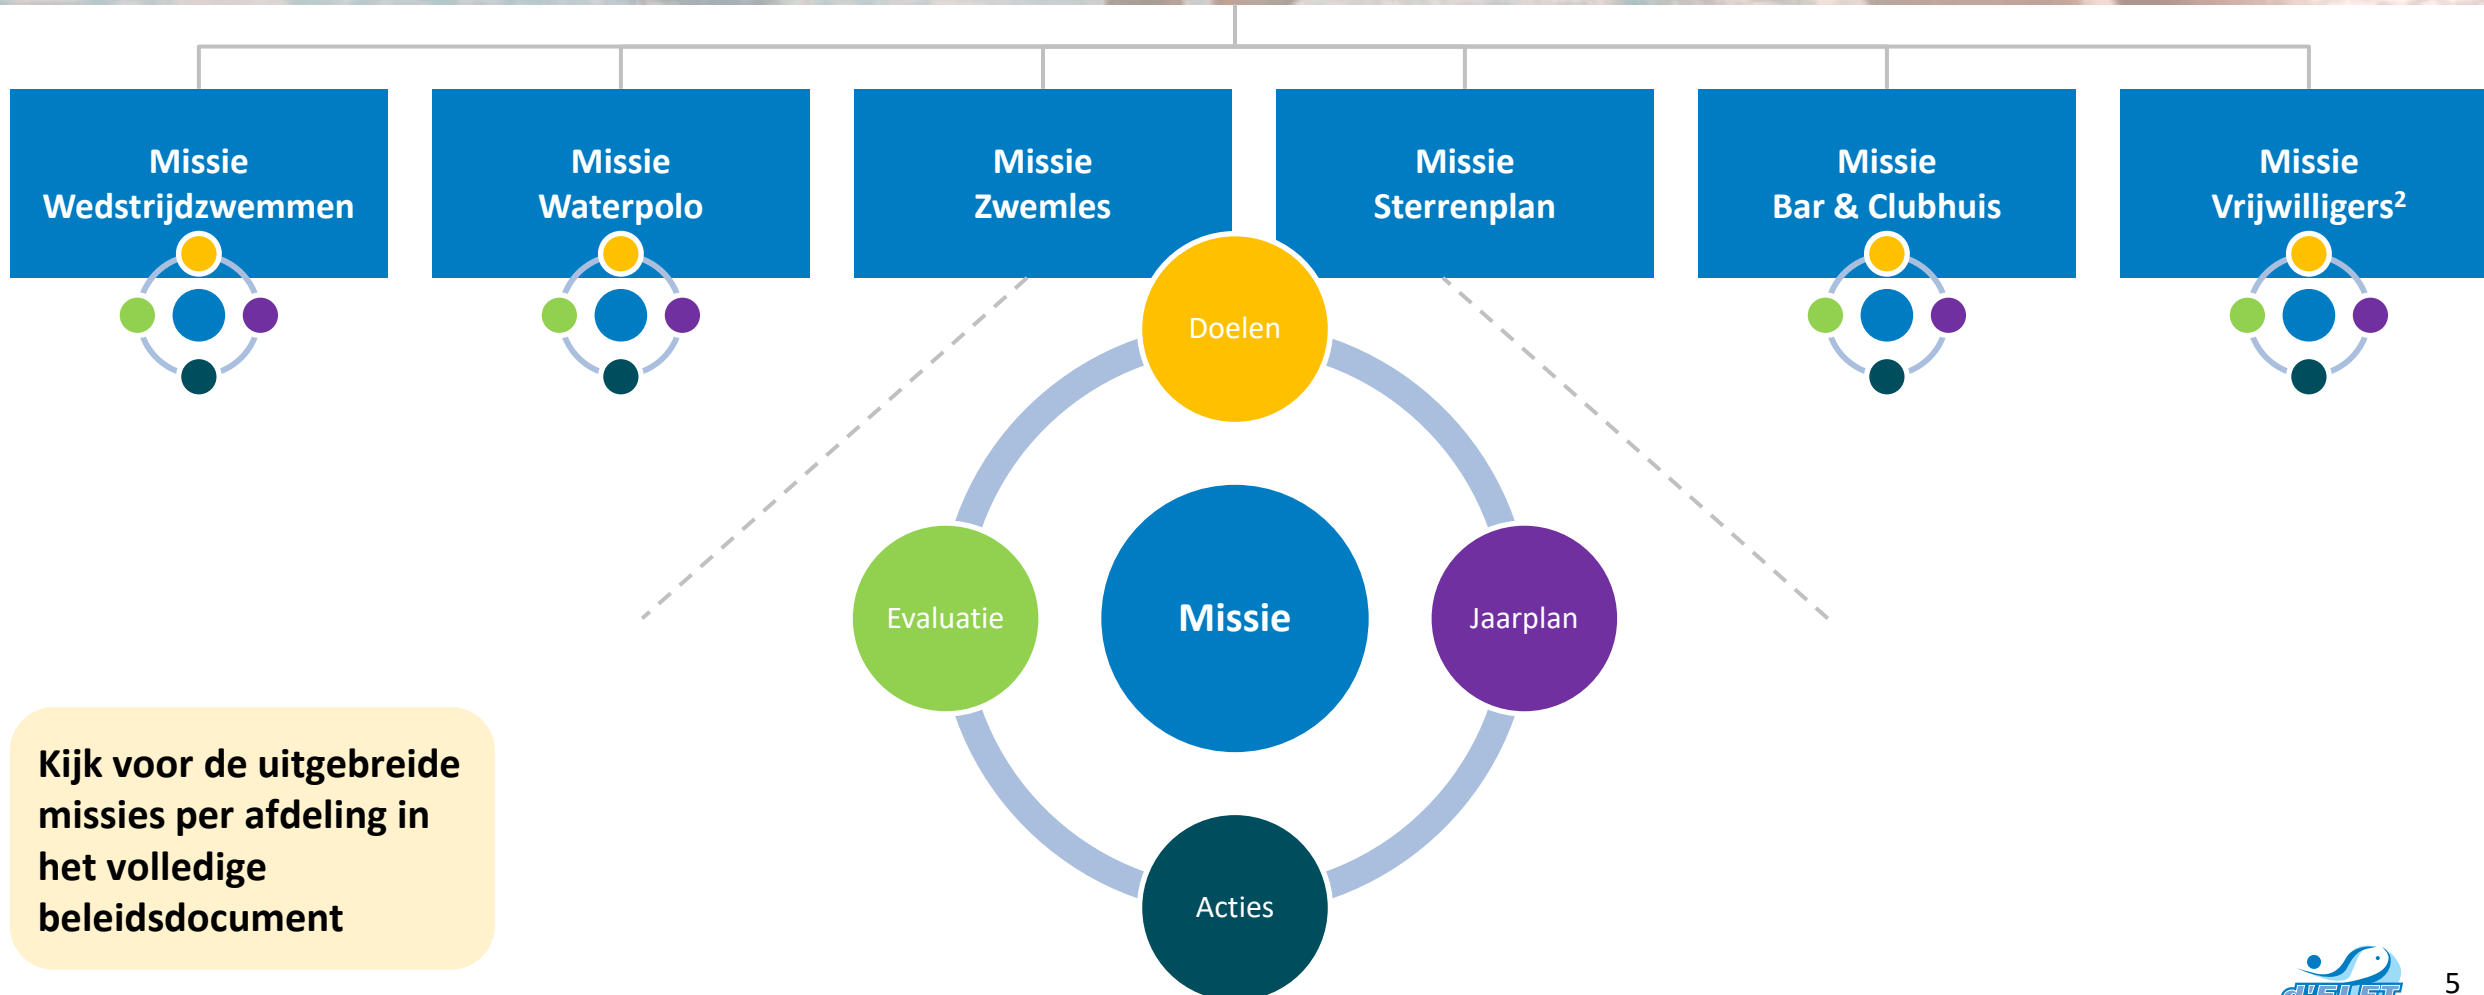 Missie
Wedstrijdzwemmen
Missie
Waterpolo
Missie
Zwemles
Missie
Sterrenplan
Missie
Bar & Clubhuis
Missie
Vrijwilligers²
Doelen
Evaluatie
Missie
Jaarplan
Acties
Kijk voor de uitgebreide
missies per afdeling in
het volledige
beleidsdocument
5